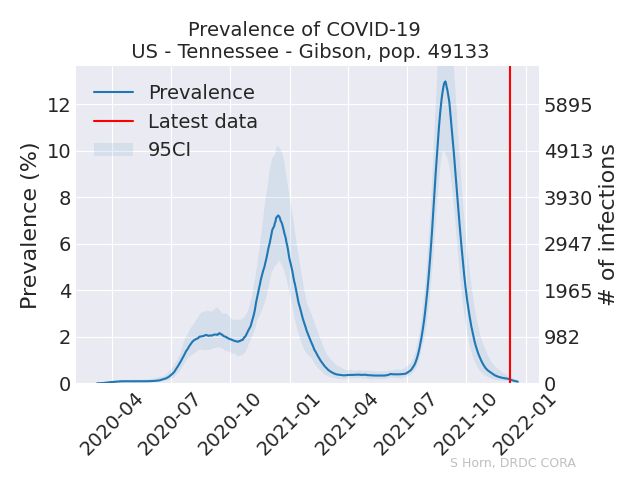 Prevalence of COVID-19
US - Tennessee - Gibson, pop. 49133
Prevalence
Latest data
95CI
Prevalence (%)
12
10
8
6
4
2
0
5895
4913
3930
2947
1965
982
0
# of infections
2020-04
2020-07
2020-10
2021-01
2021-04
2021-07
2021-10
2022-01
S Horn, DRDC CORA